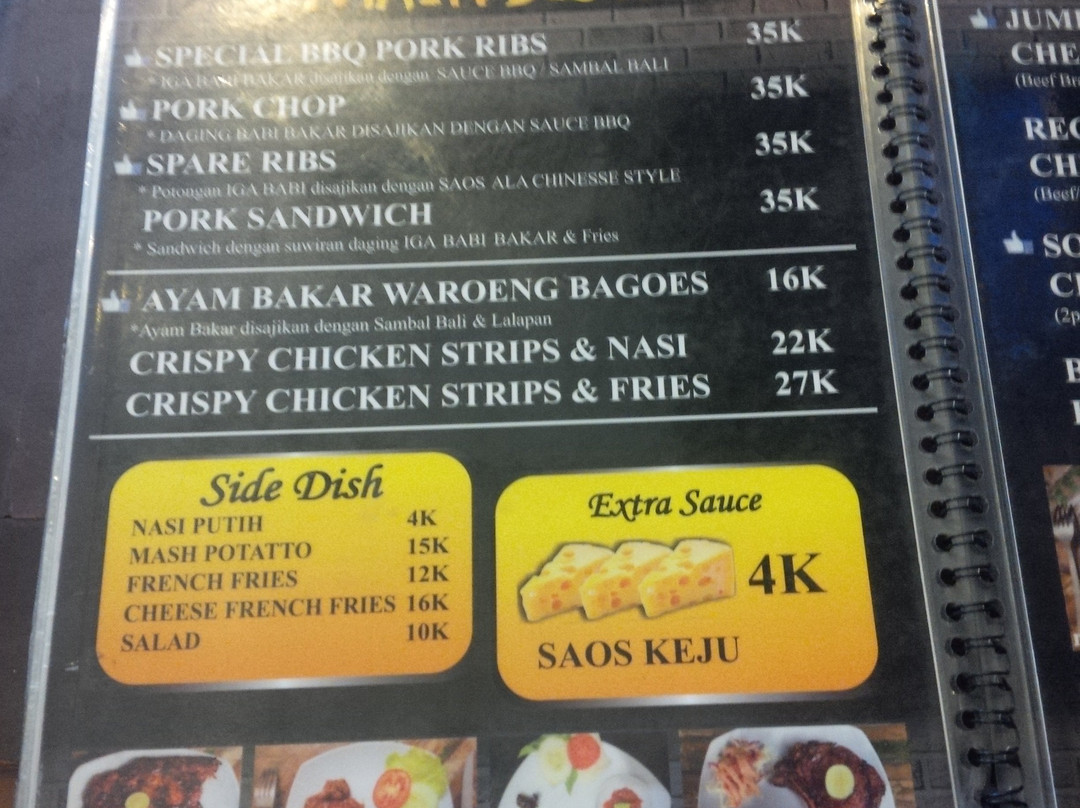 SPECIAL BBQ PORK RIBS 35K
* IGA BABI BAKAR disajikan dengan SAUCE BBQ / SAMBAL BALI
PORK CHOP 35K
* DAGING BABI BAKAR DISAJIKAN DENGAN SAUCE BBQ
SPARE RIBS 35K
* Potongan IGA BABI disajikan dengan SAOS ALA CHINESSE STYLE
PORK SANDWICH 35K
* Sandwich dengan suwiran daging IGA BABI BAKAR & Fries
AYAM BAKAR WAROENG BAGOES 16K
*Ayam Bakar disajikan dengan Sambal Bali & Lalapan
CRISPY CHICKEN STRIPS & NASI 22K
CRISPY CHICKEN STRIPS & FRIES 27K
Side Dish
NASI PUTIH 4K
MASH POTATTO 15K
FRENCH FRIES 12K
CHEESE FRENCH FRIES 16K
SALAD 10K
Extra Sauce
4K
SAOS KEJU
(Beef
(Beef/
(2p